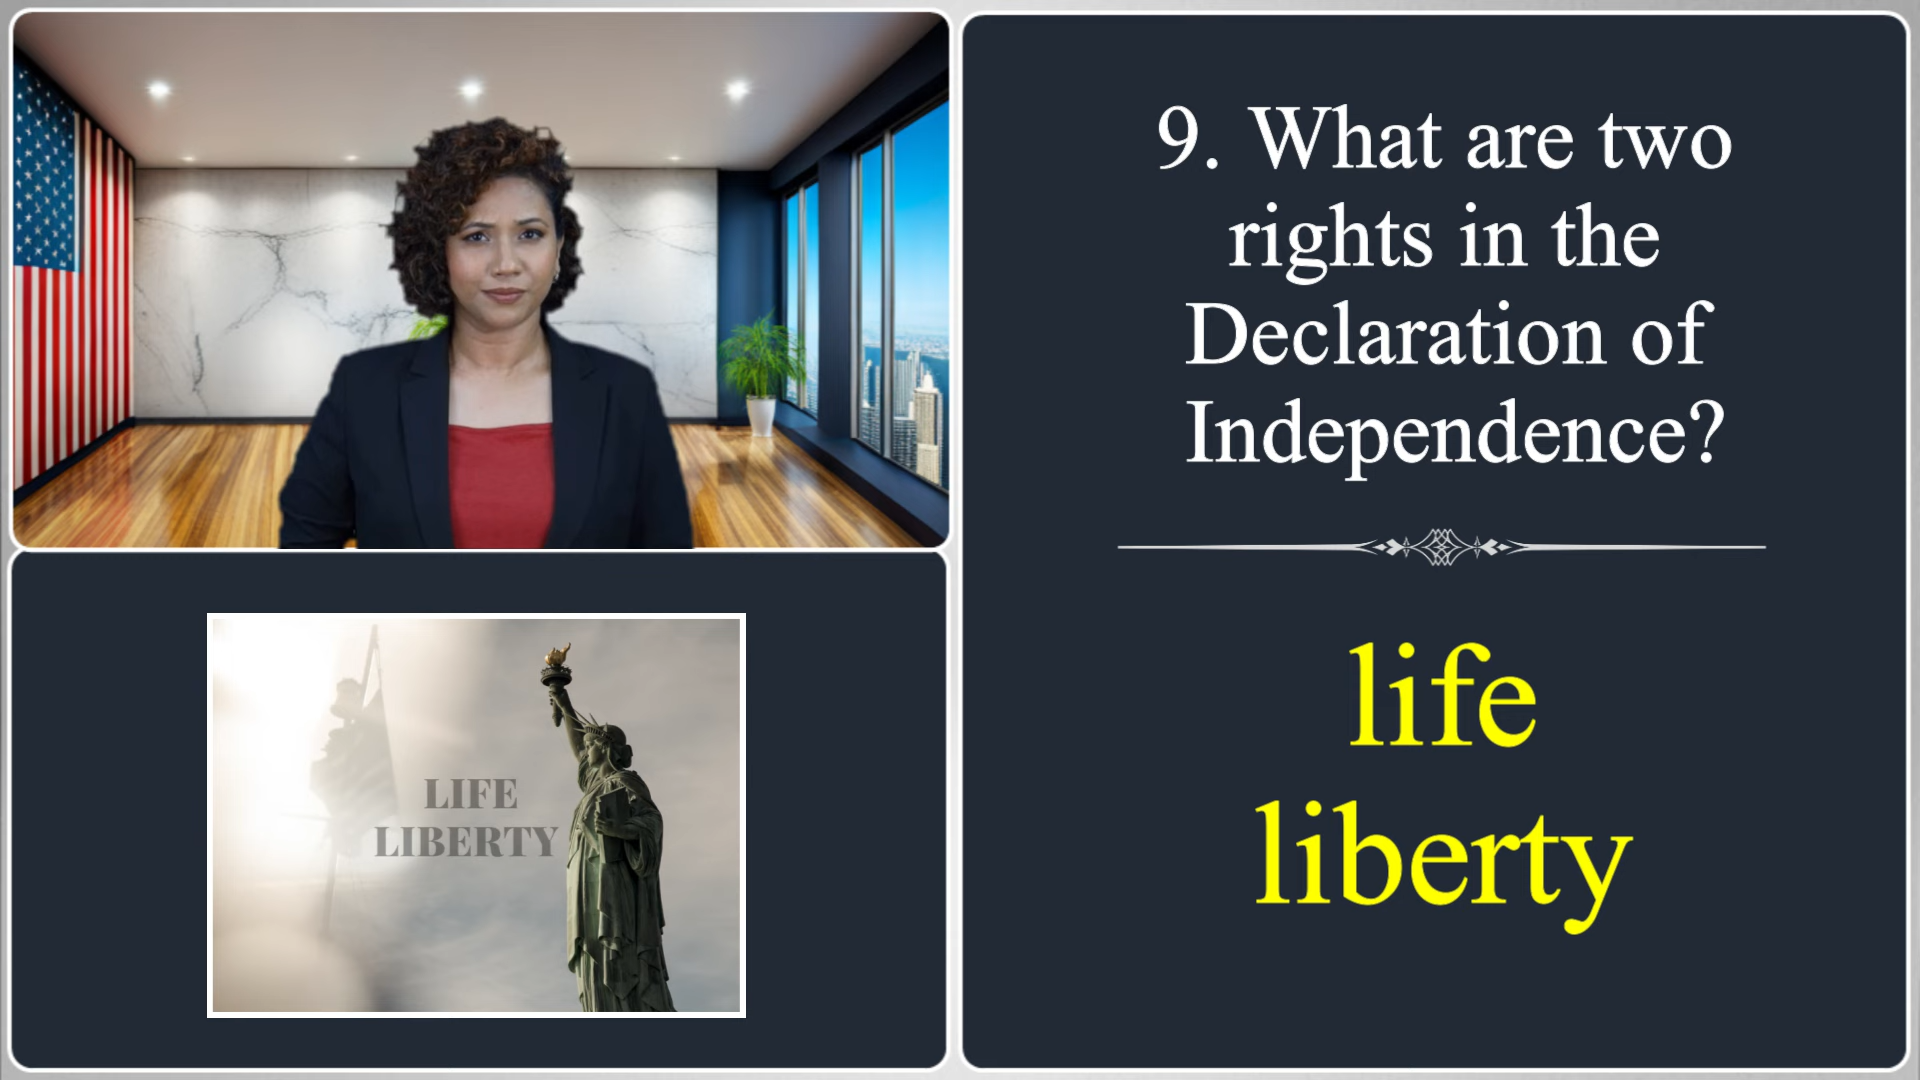 9. What are two
rights in the
Declaration of
Independence?
life
liberty
LIFE
LIBERTY